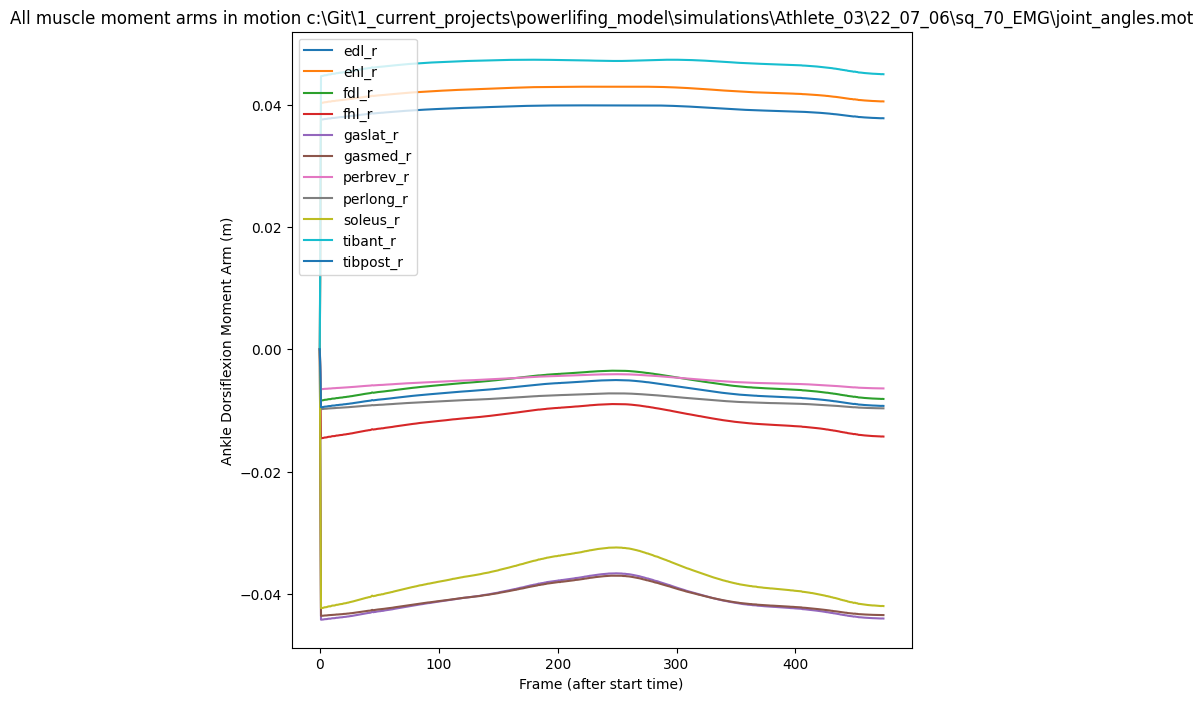 All muscle moment arms in motion c:\Git\1_current_projects\powerlifing_model\simulations\Athlete_03\22_07_06\sq_70_EMG\joint_angles.mot
edl_r
ehl_r
fdl_r
fhl_r
gaslat_r
gasmed_r
perbrev_r
perlong_r
soleus_r
tibant_r
tibpost_r
Ankle Dorsiflexion Moment Arm (m)
0.04
0.02
0.00
−0.02
−0.04
0
100
200
300
400
Frame (after start time)